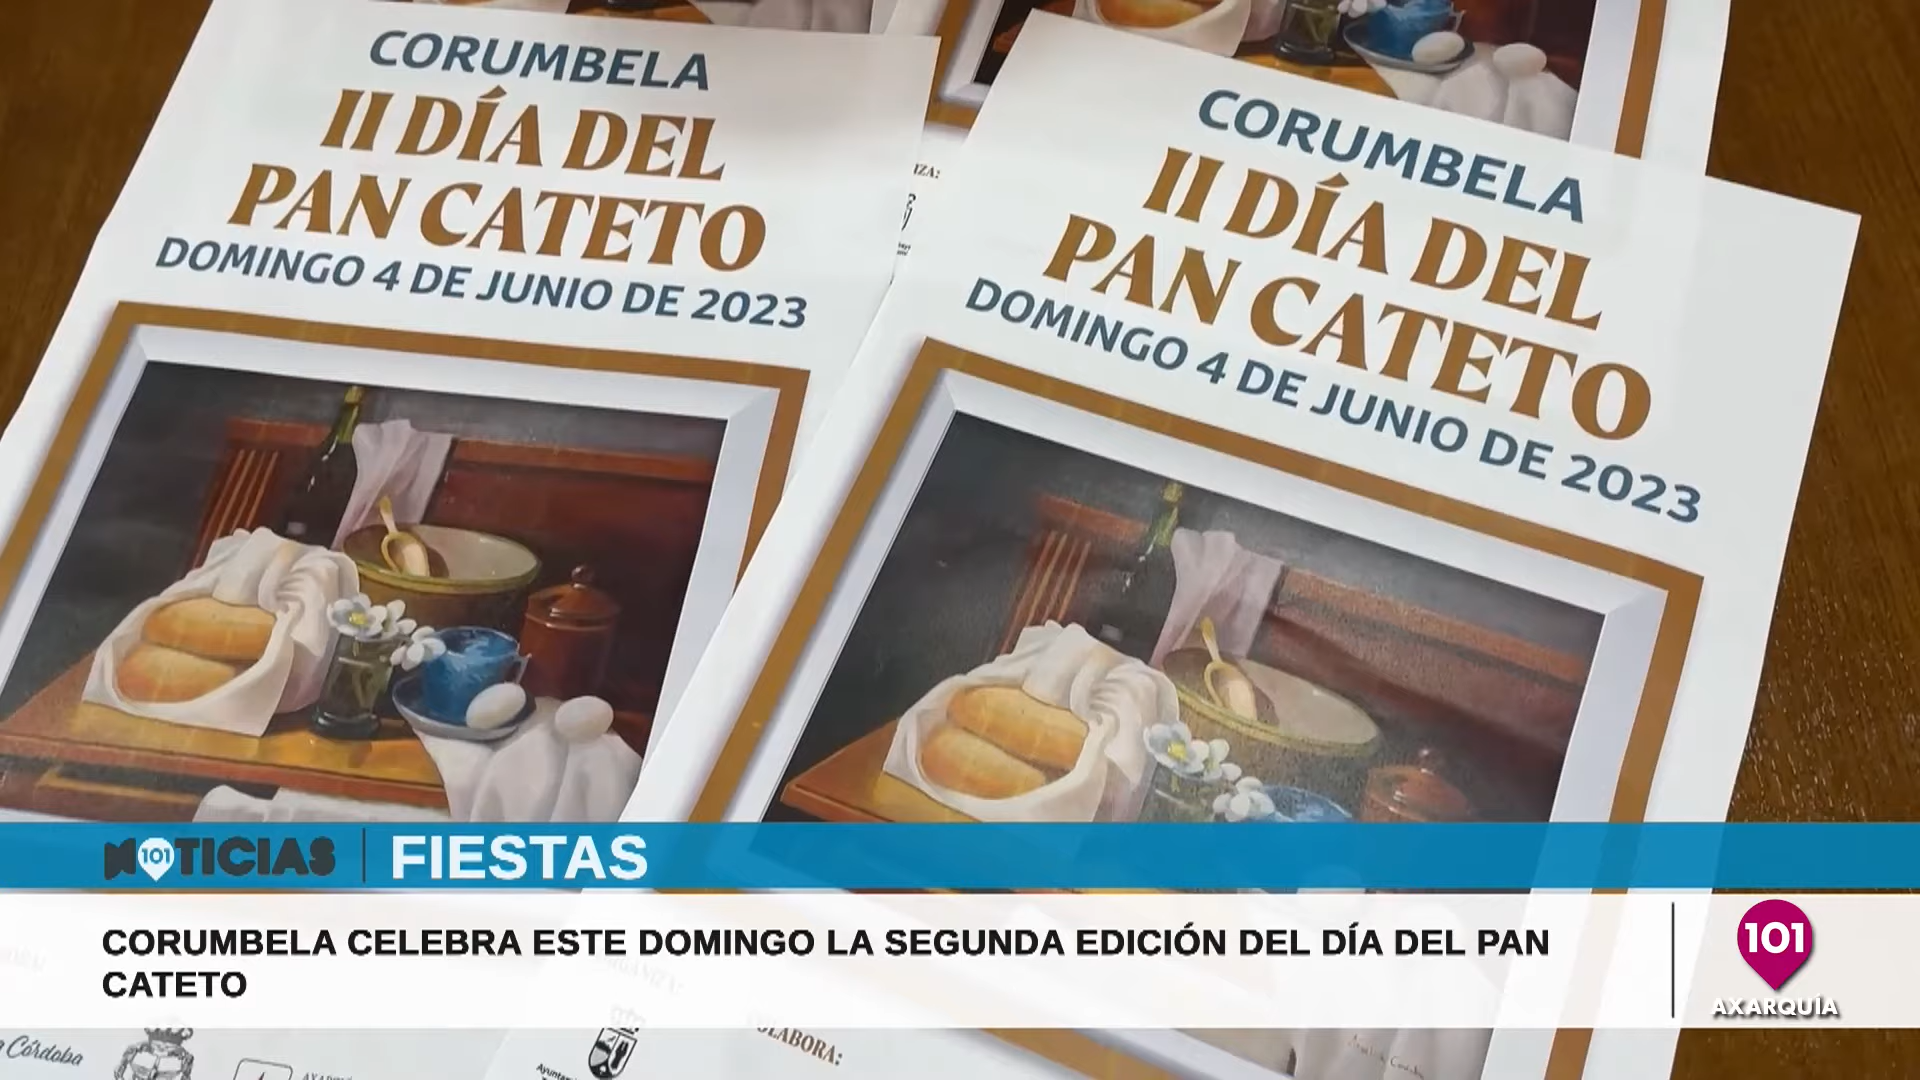 CORUMBELA
II DÍA DEL
PAN CATETO
DOMINGO 4 DE JUNIO DE 2023
CORUMBELA
II DÍA DEL
PAN CATETO
DOMINGO 4 DE JUNIO DE 2023
NOTICIAS 101
FIESTAS
CORUMBELA CELEBRA ESTE DOMINGO LA SEGUNDA EDICIÓN DEL DÍA DEL PAN
CATETO
101
AXARQUÍA
Córdoba